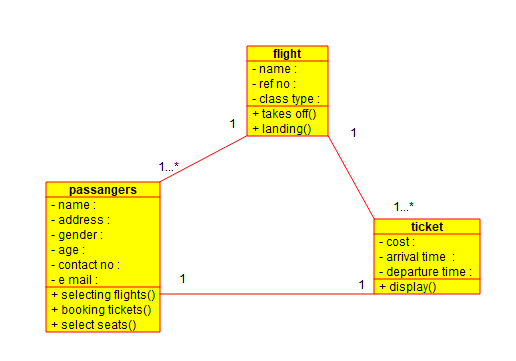 flight
- name :
- ref no :
- class type :
+ takes off()
+ landing()
1
1
1...*
passangers
- name :
- address :
- gender :
- age :
- contact no :
- e mail :
+ selecting flights()
+ booking tickets()
+ select seats()
1...*
ticket
- cost :
- arrival time  :
- departure time :
+ display()
1
1